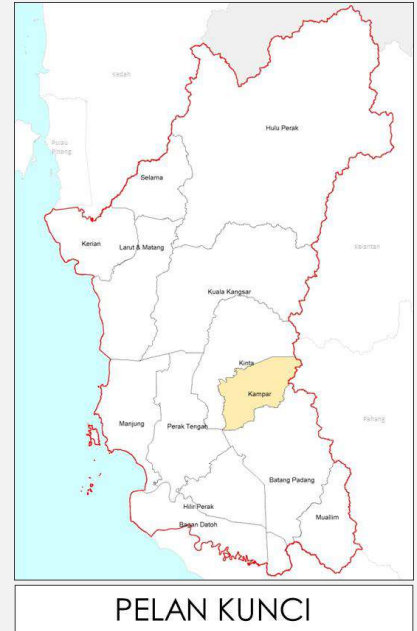 Kedah
Hulu Perak
Pulau
Pinang
Selama
Kerian
Larut & Matang
Kelantan
Kuala Kangsar
Kinta
Kampar
Pahang
Manjung
Perak Tengah
Batang Padang
Hilir Perak
Muallim
Bagan Datoh
PELAN KUNCI